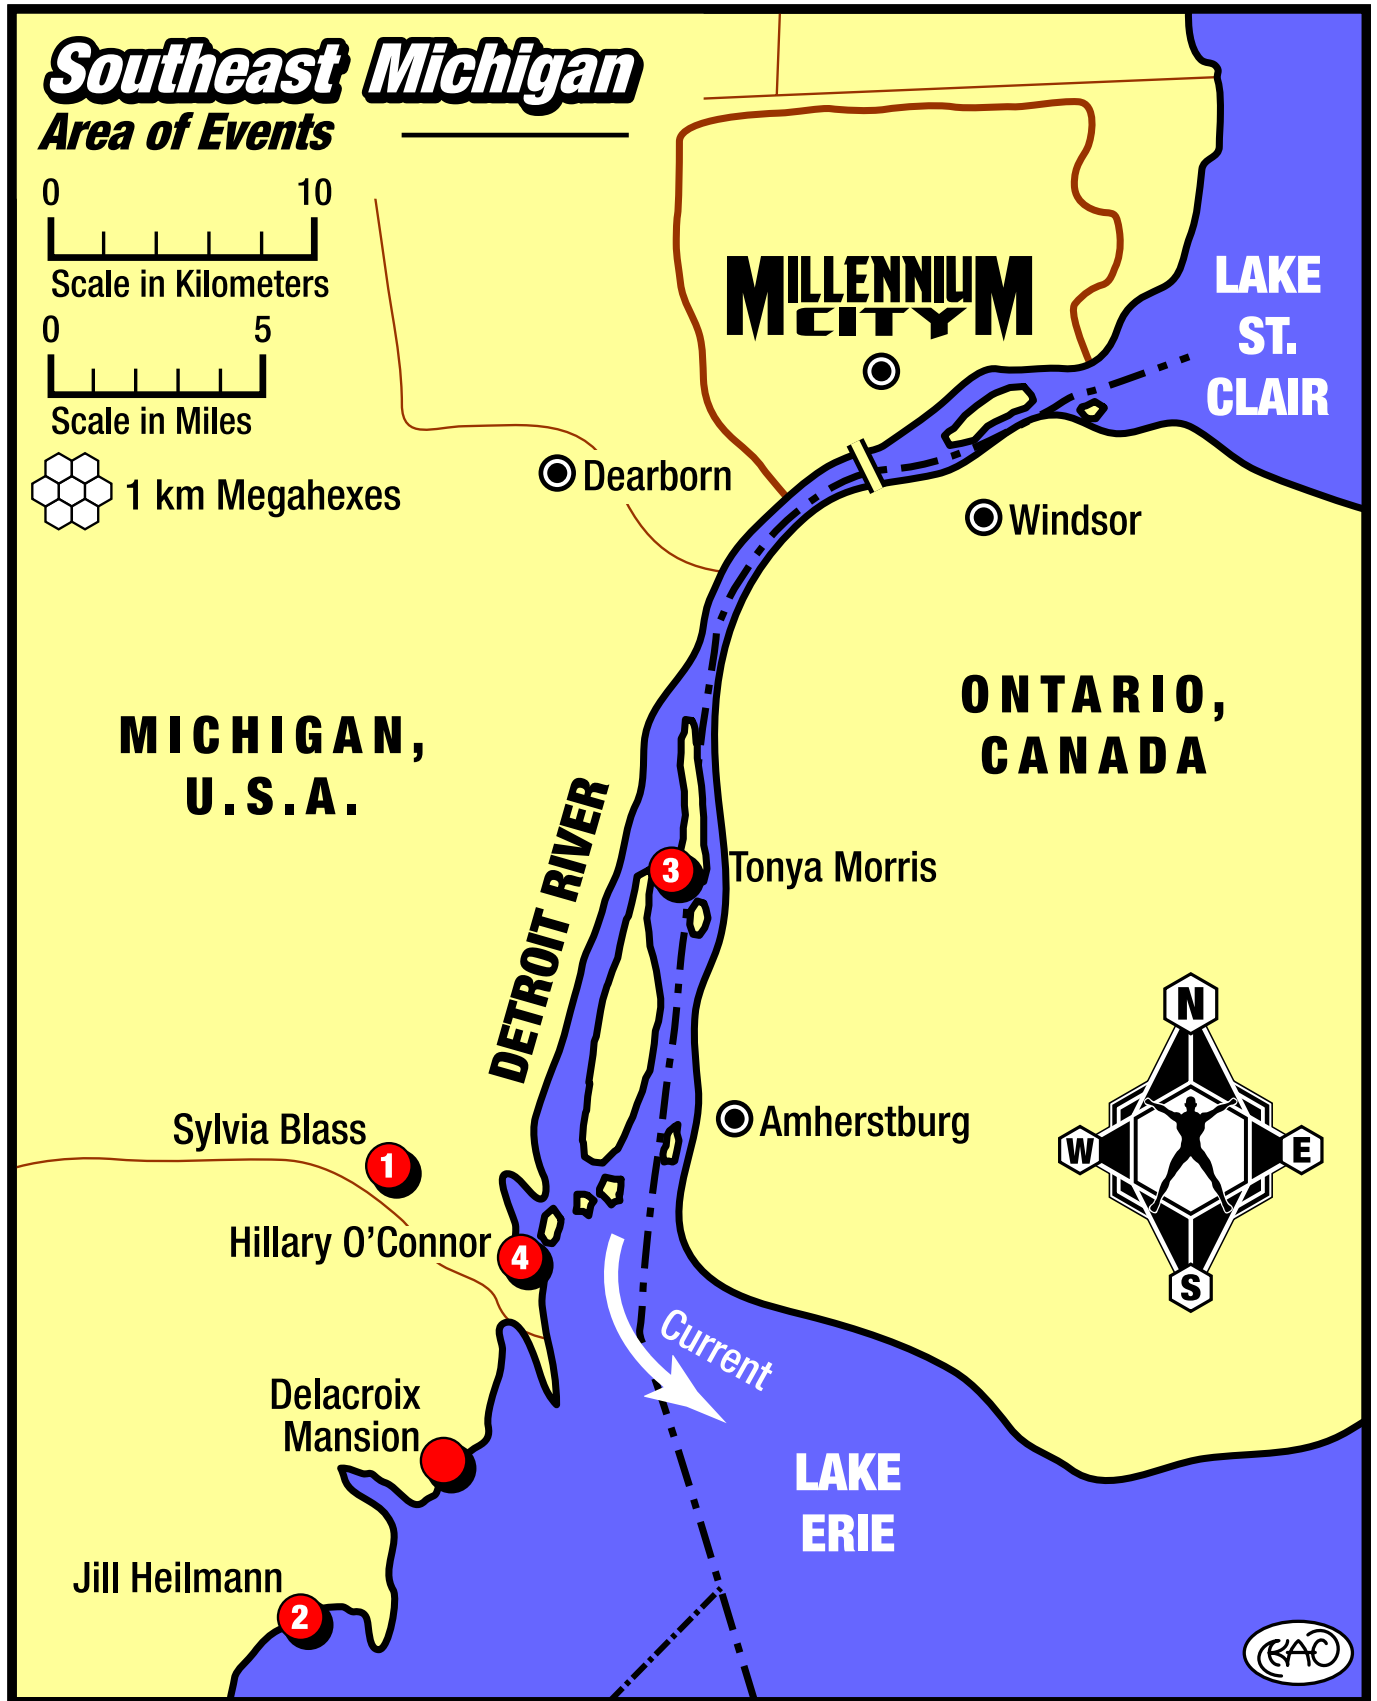 Southeast Michigan
Area of Events
0 10
Scale in Kilometers
0 5
Scale in Miles
1 km Megahexes
MILLENNIUM
CITY
LAKE
ST.
CLAIR
Dearborn
Windsor
MICHIGAN,
U.S.A.
ONTARIO,
CANADA
DETROIT RIVER
3
Tonya Morris
N
W
E
S
Amherstburg
Sylvia Blass
1
Hillary O'Connor
4
Current
Delacroix
Mansion
LAKE
ERIE
Jill Heilmann
2
KAO